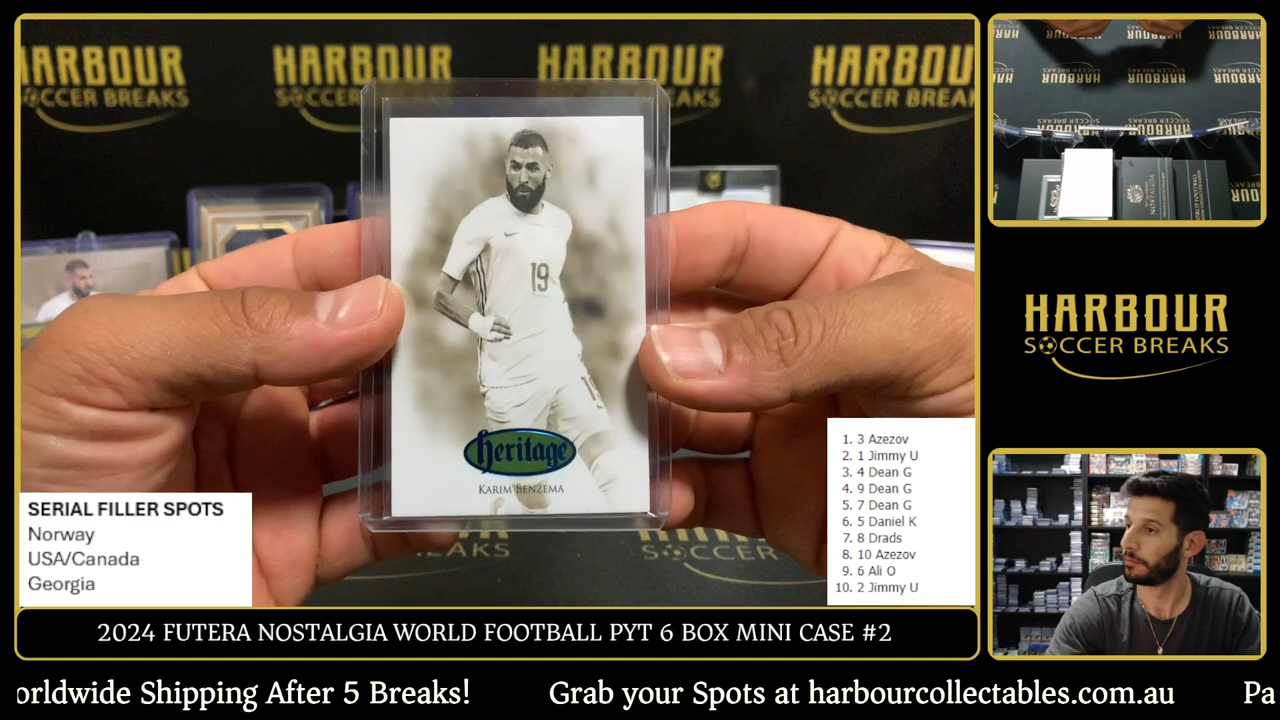 HARBOUR
SOCCER BREAKS
HARBOUR
SOCCER BREAKS
HARBOUR
SOCCER BREAKS
HARBOUR
SOCCER BREAKS
19
heritage
KARIM BENZEMA
SERIAL FILLER SPOTS
Norway
USA/Canada
Georgia
1. 3 Azezov
2. 1 Jimmy U
3. 4 Dean G
4. 9 Dean G
5. 7 Dean G
6. 5 Daniel K
7. 8 Drads
8. 10 Azezov
9. 6 Ali O
10. 2 Jimmy U
HARBOUR
SOCCER BREAKS
NOSTALGIA
2024 FUTERA NOSTALGIA WORLD FOOTBALL PYT 6 BOX MINI CASE #2
orldwide Shipping After 5 Breaks! Grab your Spots at harbourcollectables.com.au Pa